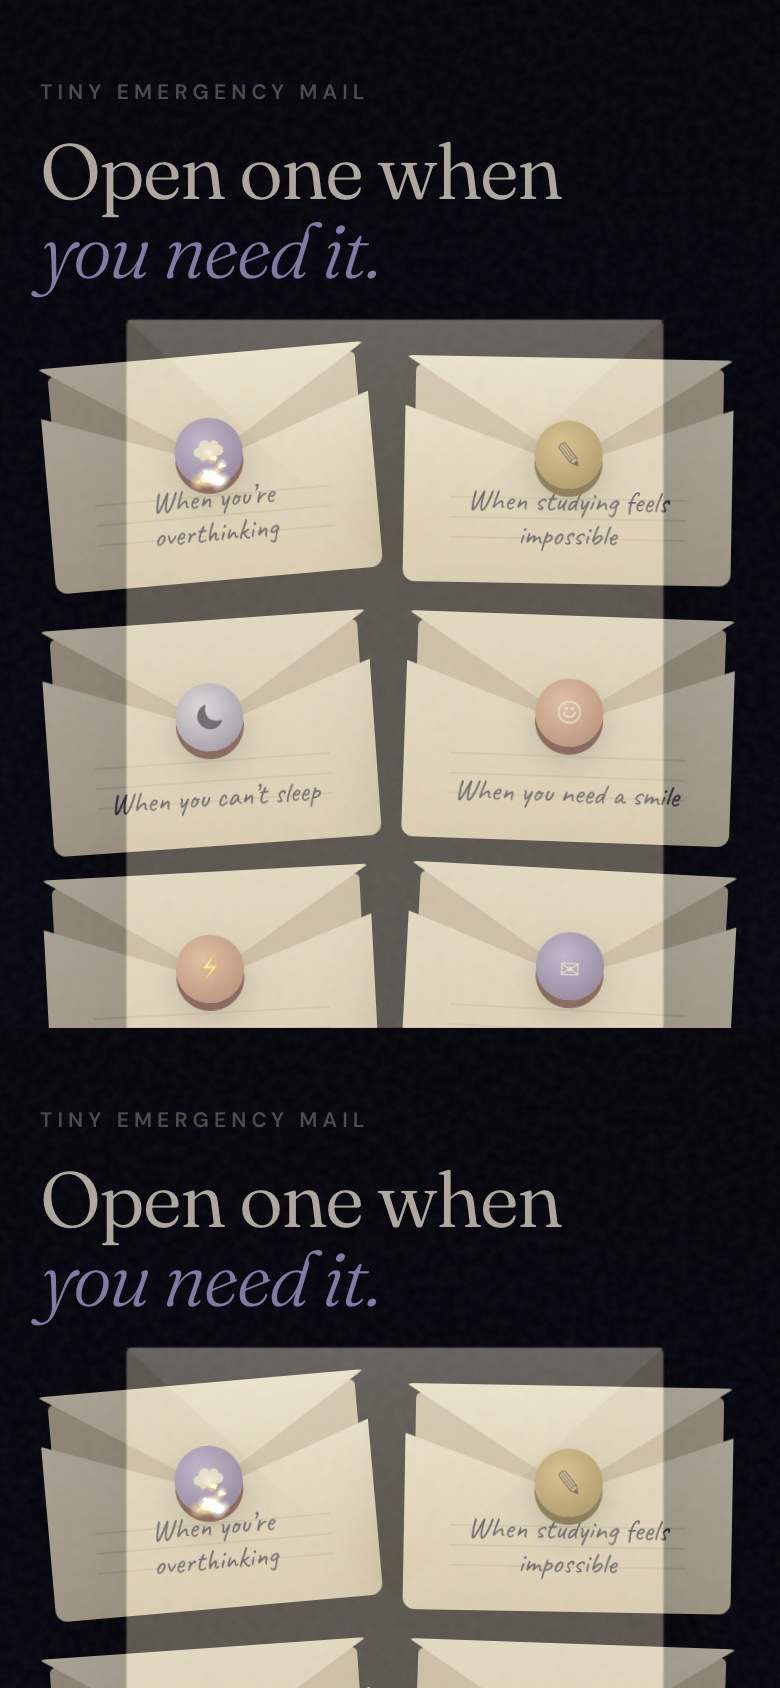 TINY EMERGENCY MAIL
Open one when
you need it.
When you're
overthinking
When studying feels
impossible
When you can't sleep
When you need a smile
TINY EMERGENCY MAIL
Open one when
you need it.
When you're
overthinking
When studying feels
impossible